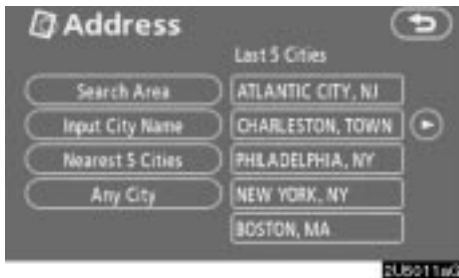 Address
Last 5 Cities
Search Area
ATLANTIC CITY, NJ
Input City Name
CHARLESTON, TOWN
Nearest 5 Cities
PHILADELPHIA, NY
Any City
NEW YORK, NY
BOSTON, MA
2U5011aG